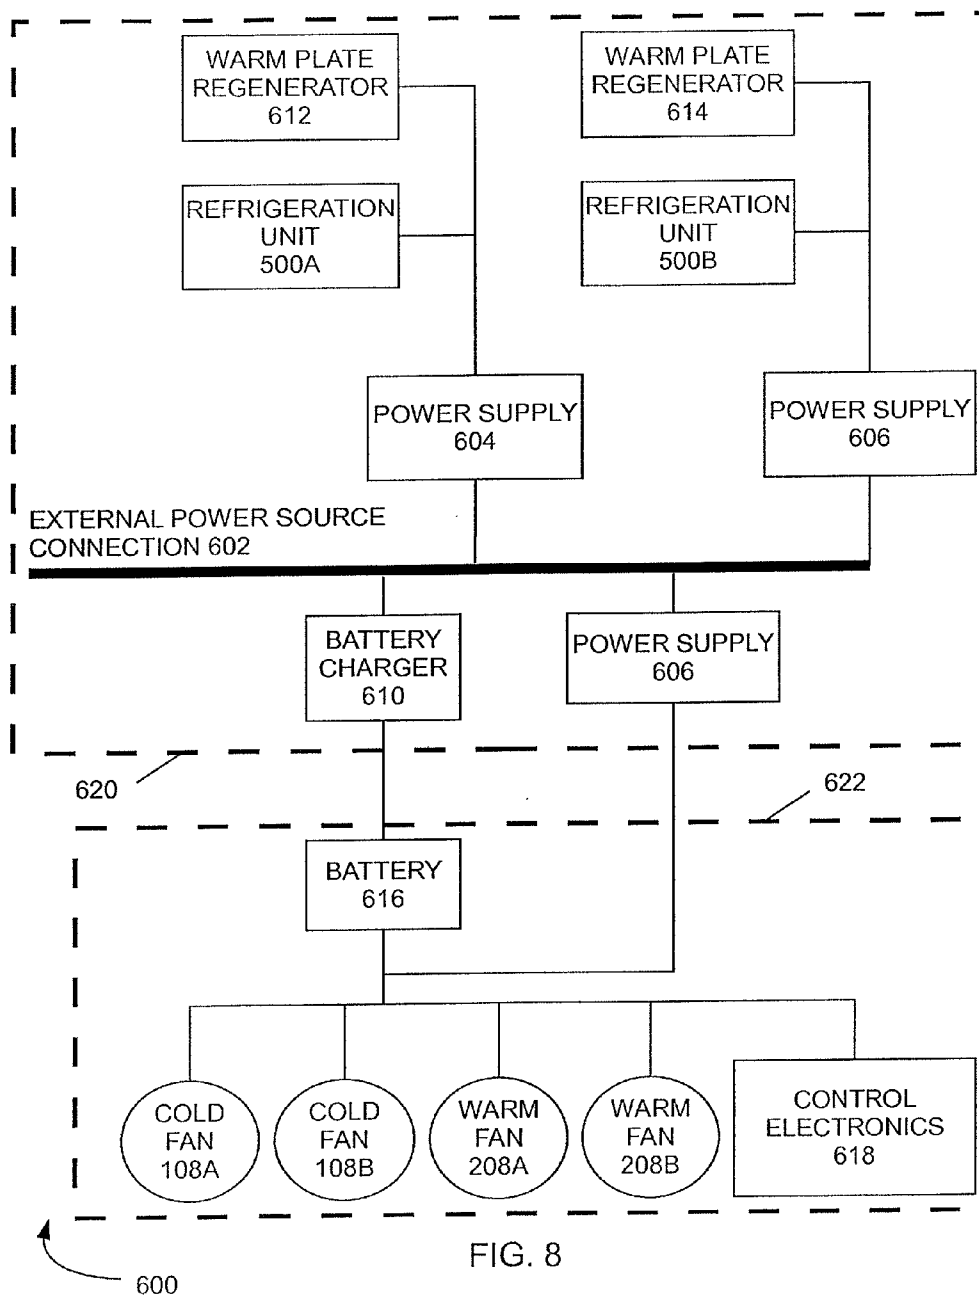 WARM PLATE
REGENERATOR
612
WARM PLATE
REGENERATOR
614
REFRIGERATION
UNIT
500A
REFRIGERATION
UNIT
500B
POWER SUPPLY
604
POWER SUPPLY
606
EXTERNAL POWER SOURCE
CONNECTION 602
BATTERY
CHARGER
610
POWER SUPPLY
606
620
622
BATTERY
616
COLD
FAN
108A
COLD
FAN
108B
WARM
FAN
208A
WARM
FAN
208B
CONTROL
ELECTRONICS
618
FIG. 8
600